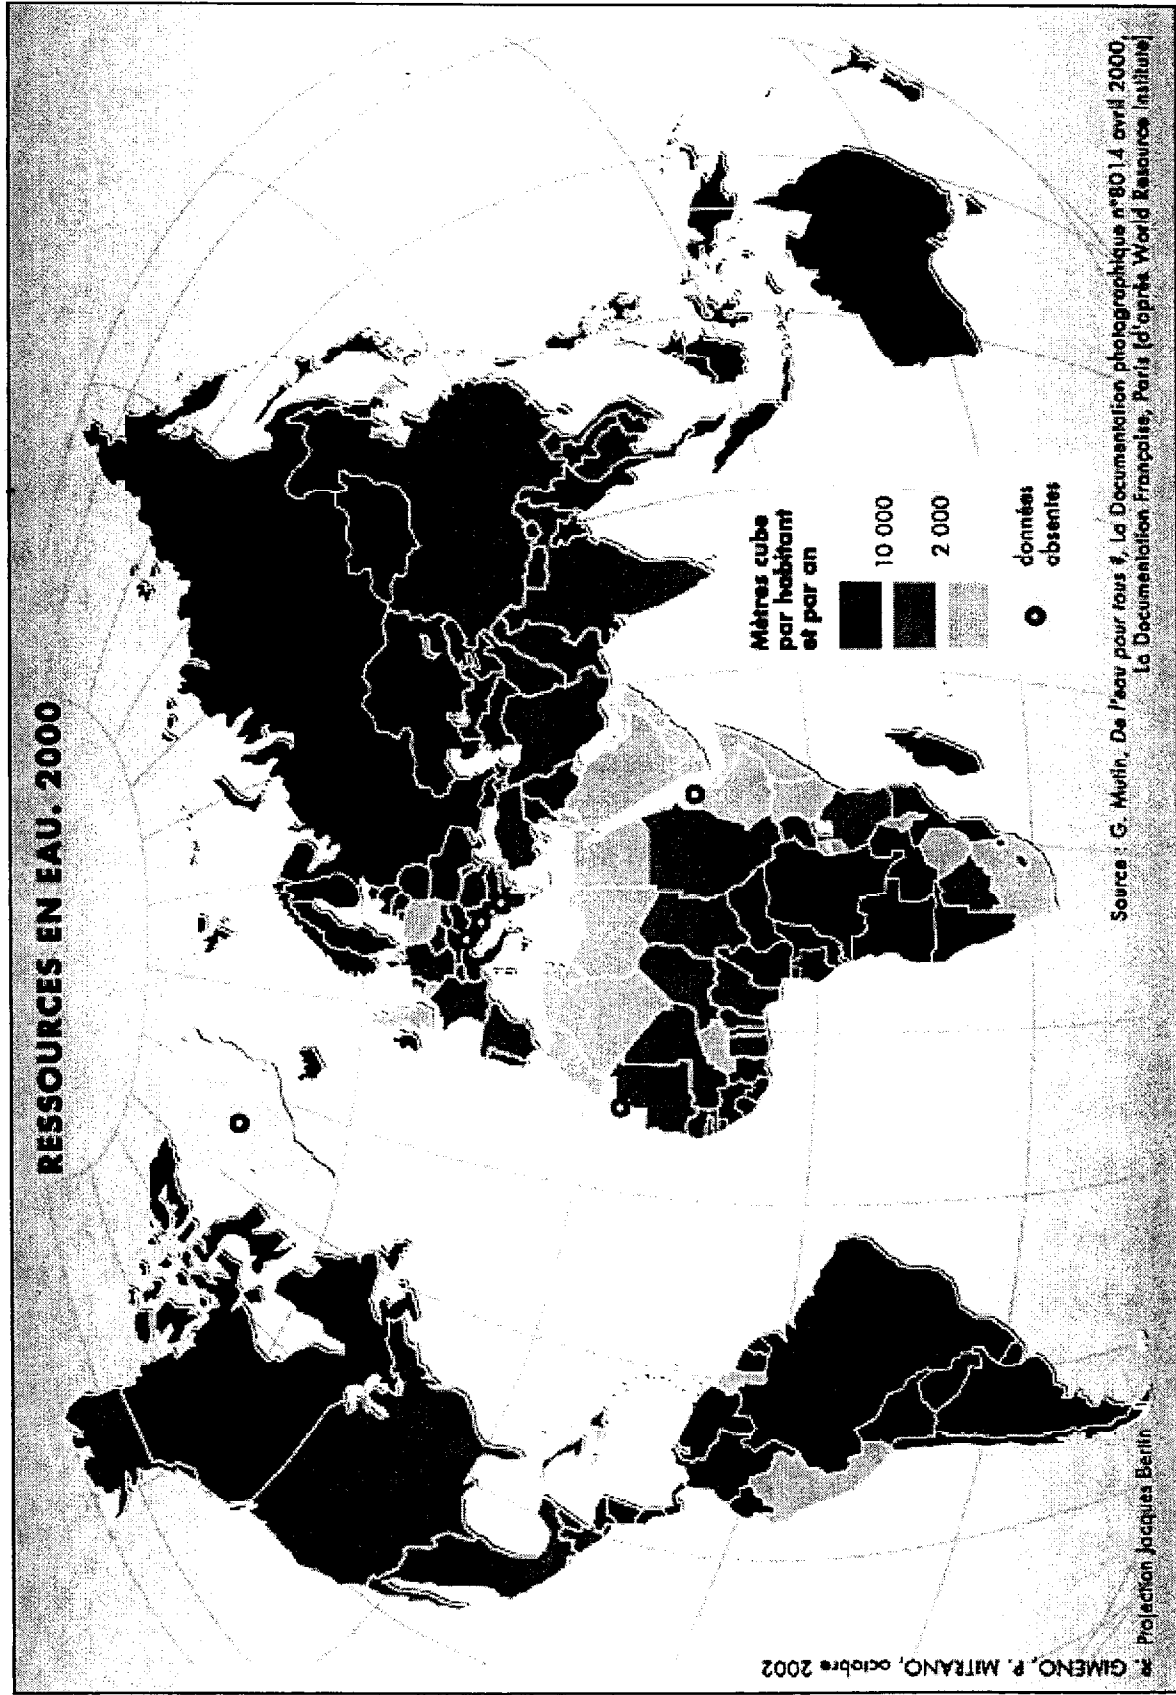 RESSOURCES EN EAU. 2000
Mètres cube
par habitant
et par an
10 000
2 000
données
absentes
Source : G. Mutin, De l'eau pour tous ?, La Documentation photographique n°8014 avril 2000,
La Documentation Française, Paris [d'après World Resource Institute]
Projection Jacques Bertin
R. GIMENO, P. MITRANO, octobre 2002